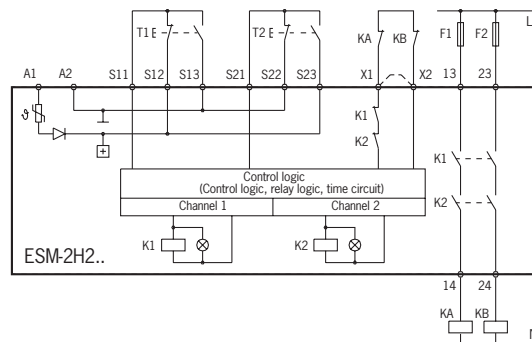 T1 E
T2 E
KA
KB
F1
F2
L
A1
A2
S11
S12
S13
S21
S22
S23
X1
X2
13
23
ϑ
+
K1
K2
K1
K2
Control logic
(Control logic, relay logic, time circuit)
Channel 1
Channel 2
K1
K2
ESM-2H2..
14
24
KA
KB